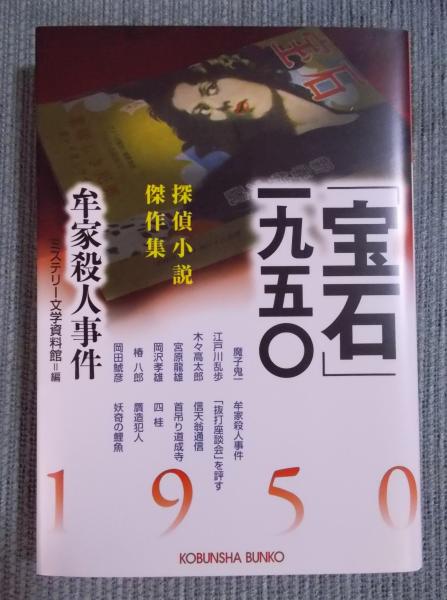 宝石
「宝石」
一九五〇
探偵小説
傑作集
牟家殺人事件
ミステリー文学資料館=編
魔子鬼一 牟家殺人事件
江戸川乱歩 「抜打座談会」を評す
木々高太郎 信天翁通信
宮原龍雄 首吊り道成寺
岡沢孝雄 四桂
椿八郎 贋造犯人
岡田鯱彦 妖奇の鯉魚
1950
KOBUNSHA BUNKO